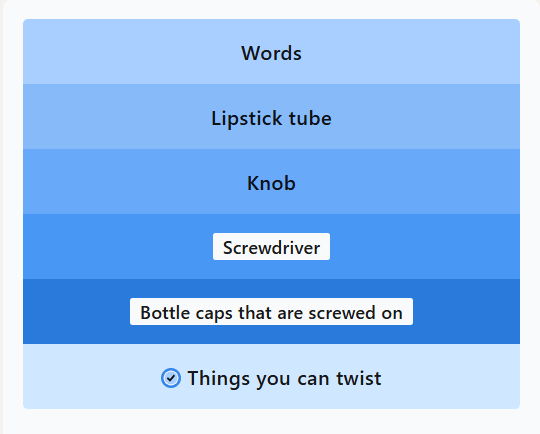 Words
Lipstick tube
Knob
Screwdriver
Bottle caps that are screwed on
Things you can twist